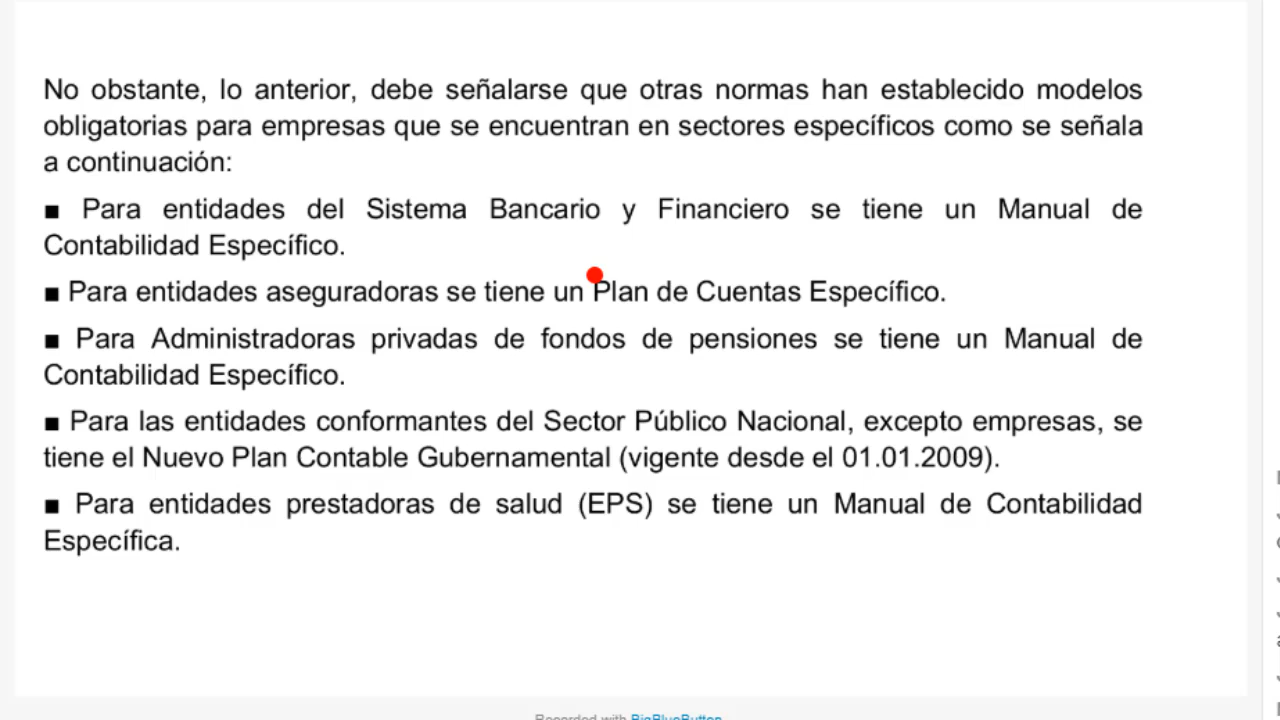 No obstante, lo anterior, debe señalarse que otras normas han establecido modelos
obligatorias para empresas que se encuentran en sectores específicos como se señala
a continuación:
■ Para entidades del Sistema Bancario y Financiero se tiene un Manual de
Contabilidad Específico.
■ Para entidades aseguradoras se tiene un Plan de Cuentas Específico.
■ Para Administradoras privadas de fondos de pensiones se tiene un Manual de
Contabilidad Específico.
■ Para las entidades conformantes del Sector Público Nacional, excepto empresas, se
tiene el Nuevo Plan Contable Gubernamental (vigente desde el 01.01.2009).
■ Para entidades prestadoras de salud (EPS) se tiene un Manual de Contabilidad
Específica.
Recorded with BigBlueButton